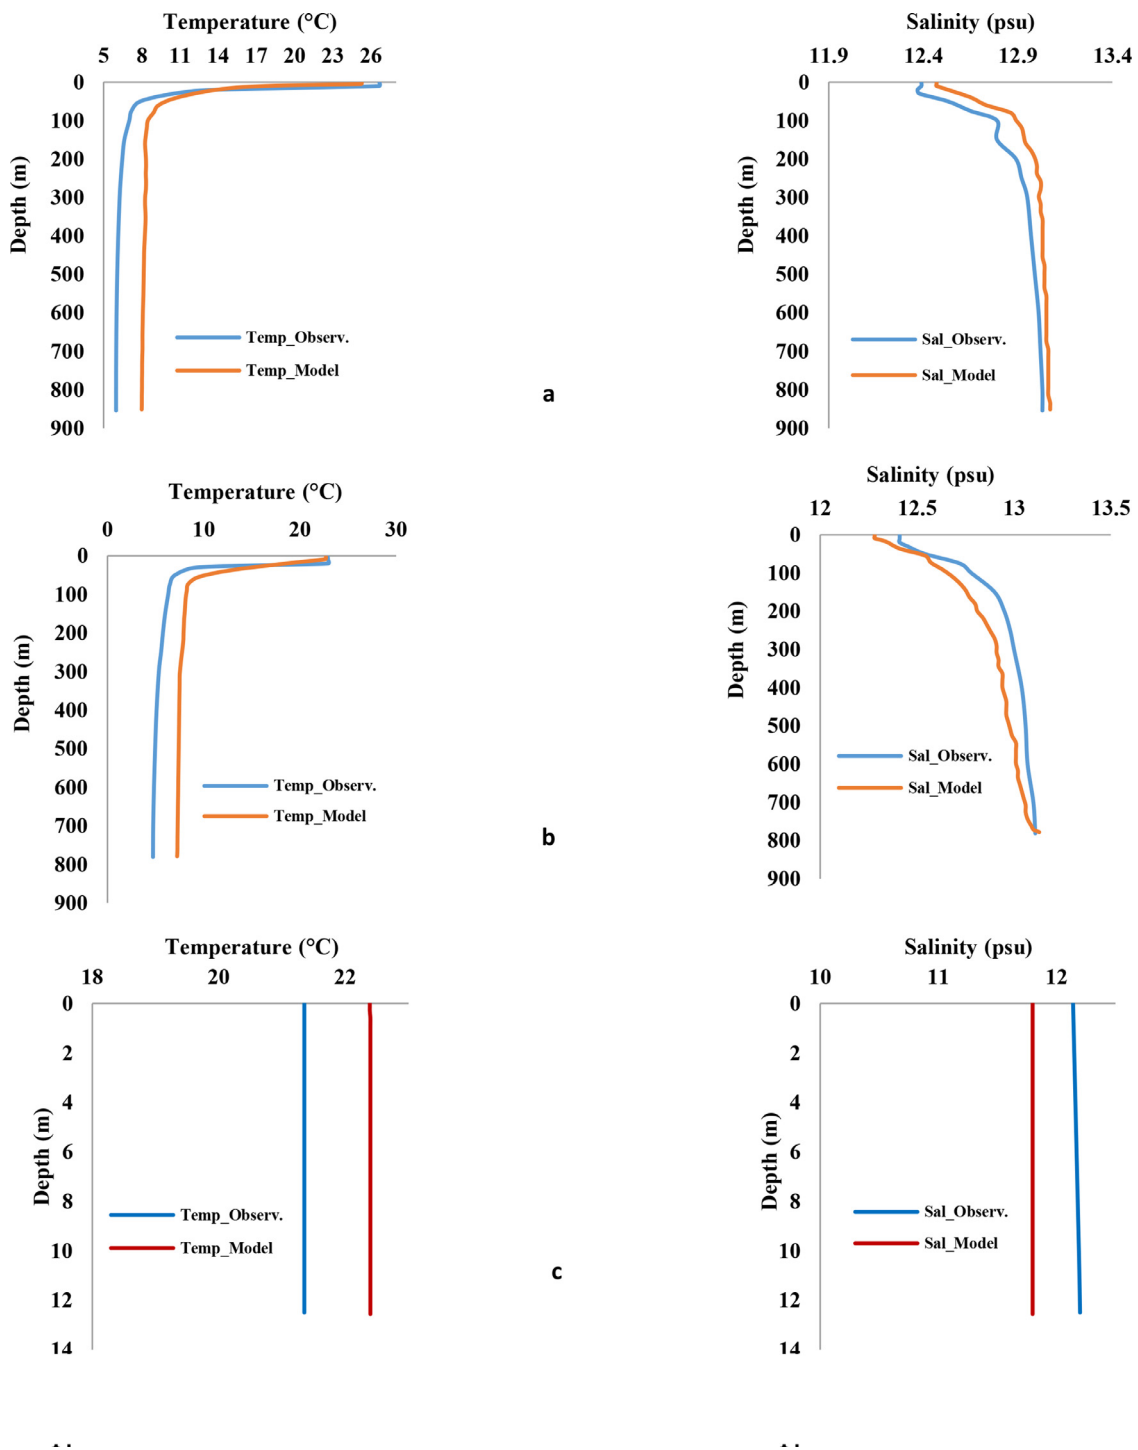 Temperature (°C)
5 8 11 14 17 20 23 26
0
100
200
300
400
500
600
700
800
900
Depth (m)
Temp_Observ.
Temp_Model
Salinity (psu)
11.9 12.4 12.9 13.4
0
100
200
300
400
500
600
700
800
900
Depth (m)
Sal_Observ.
Sal_Model
a
Temperature (°C)
0 10 20 30
0
100
200
300
400
500
600
700
800
900
Depth (m)
Temp_Observ.
Temp_Model
Salinity (psu)
12 12.5 13 13.5
0
100
200
300
400
500
600
700
800
900
Depth (m)
Sal_Observ.
Sal_Model
b
Temperature (°C)
18 20 22
0
2
4
6
8
10
12
14
Depth (m)
Temp_Observ.
Temp_Model
Salinity (psu)
10 11 12
0
2
4
6
8
10
12
14
Depth (m)
Sal_Observ.
Sal_Model
c